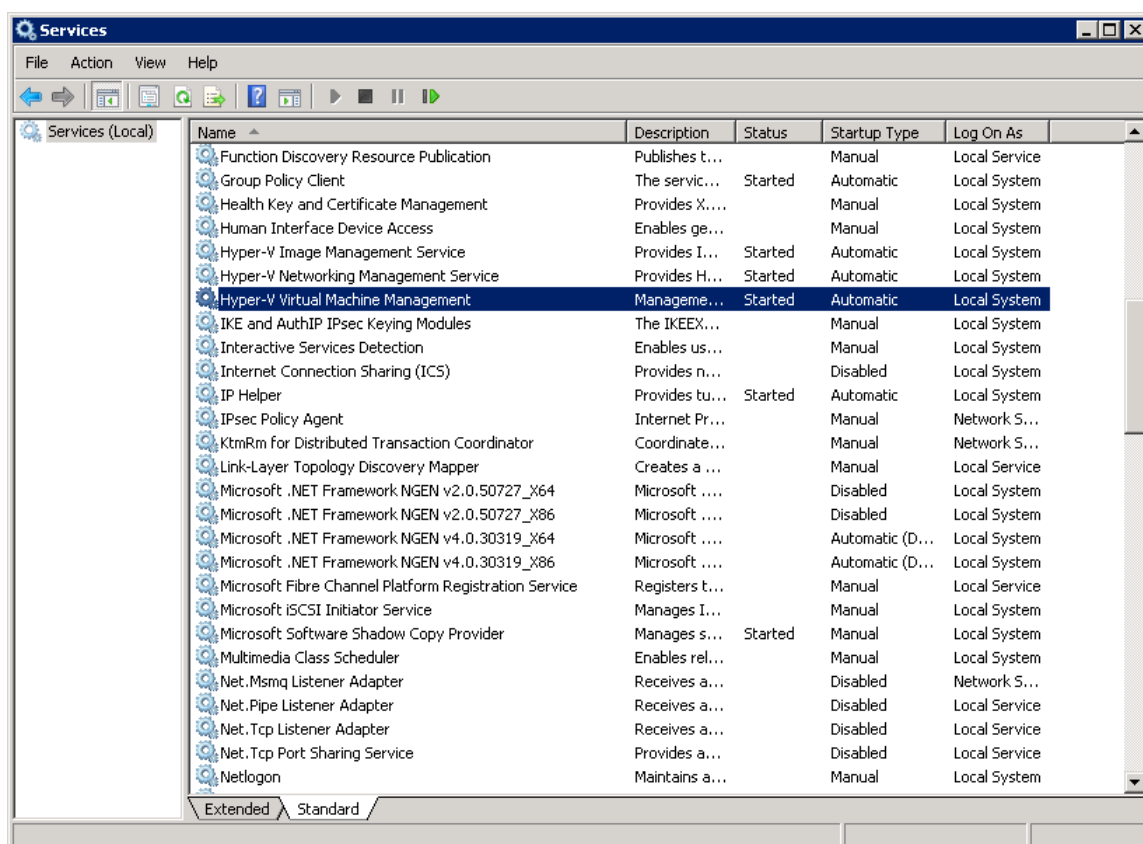 Services
File Action View Help
Services (Local)
Name Description Status Startup Type Log On As
Function Discovery Resource Publication Publishes t... Manual Local Service
Group Policy Client The servic... Started Automatic Local System
Health Key and Certificate Management Provides X.... Manual Local System
Human Interface Device Access Enables ge... Manual Local System
Hyper-V Image Management Service Provides I... Started Automatic Local System
Hyper-V Networking Management Service Provides H... Started Automatic Local System
Hyper-V Virtual Machine Management Manageme... Started Automatic Local System
IKE and AuthIP IPsec Keying Modules The IKEEX... Manual Local System
Interactive Services Detection Enables us... Manual Local System
Internet Connection Sharing (ICS) Provides n... Disabled Local System
IP Helper Provides tu... Started Automatic Local System
IPsec Policy Agent Internet Pr... Manual Network S...
KtmRm for Distributed Transaction Coordinator Coordinate... Manual Network S...
Link-Layer Topology Discovery Mapper Creates a ... Manual Local Service
Microsoft .NET Framework NGEN v2.0.50727_X64 Microsoft .... Disabled Local System
Microsoft .NET Framework NGEN v2.0.50727_X86 Microsoft .... Disabled Local System
Microsoft .NET Framework NGEN v4.0.30319_X64 Microsoft .... Automatic (D... Local System
Microsoft .NET Framework NGEN v4.0.30319_X86 Microsoft .... Automatic (D... Local System
Microsoft Fibre Channel Platform Registration Service Registers t... Manual Local Service
Microsoft iSCSI Initiator Service Manages I... Manual Local System
Microsoft Software Shadow Copy Provider Manages s... Started Manual Local System
Multimedia Class Scheduler Enables rel... Manual Local System
Net.Msmq Listener Adapter Receives a... Disabled Network S...
Net.Pipe Listener Adapter Receives a... Disabled Local Service
Net.Tcp Listener Adapter Receives a... Disabled Local Service
Net.Tcp Port Sharing Service Provides a... Disabled Local Service
Netlogon Maintains a... Manual Local System
Extended Standard